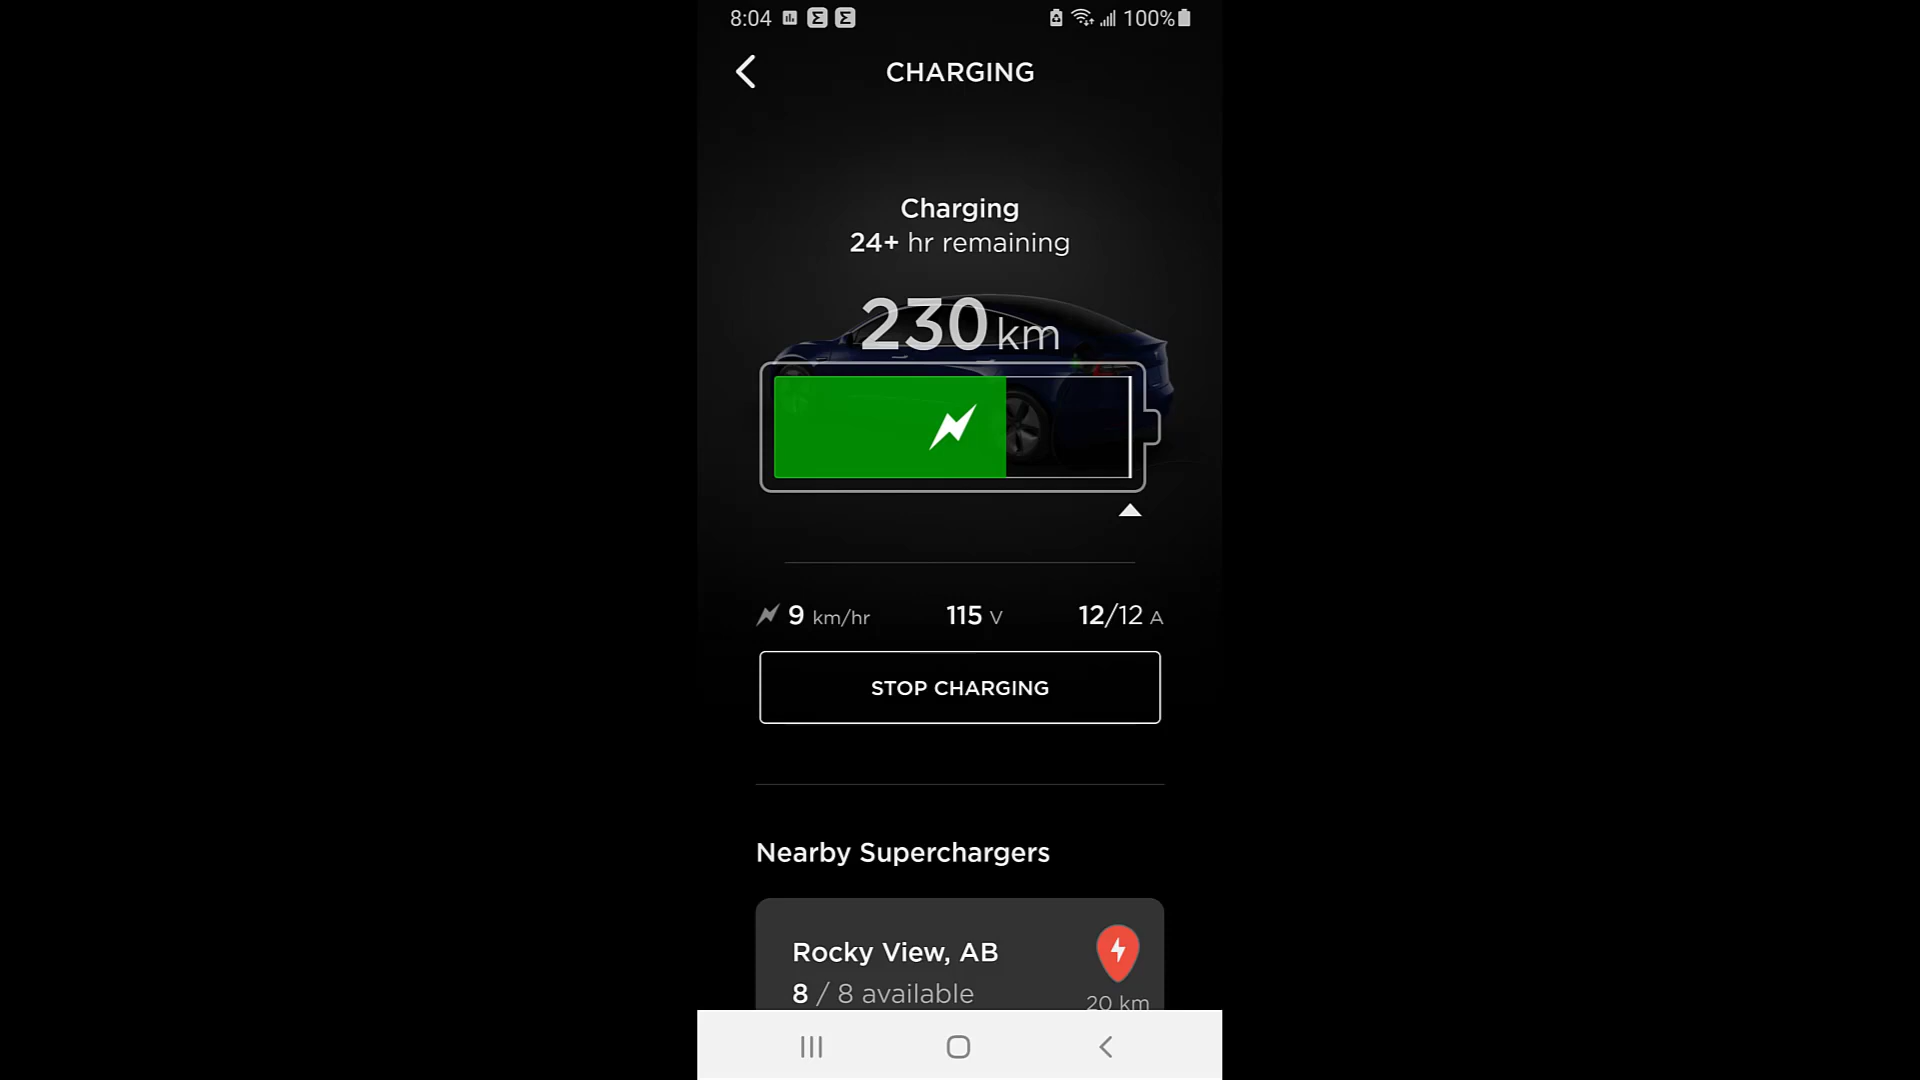 8:04 100%
CHARGING
Charging
24+ hr remaining
230 km
9 km/hr 115 V 12/12 A
STOP CHARGING
Nearby Superchargers
Rocky View, AB
8 / 8 available
20 km